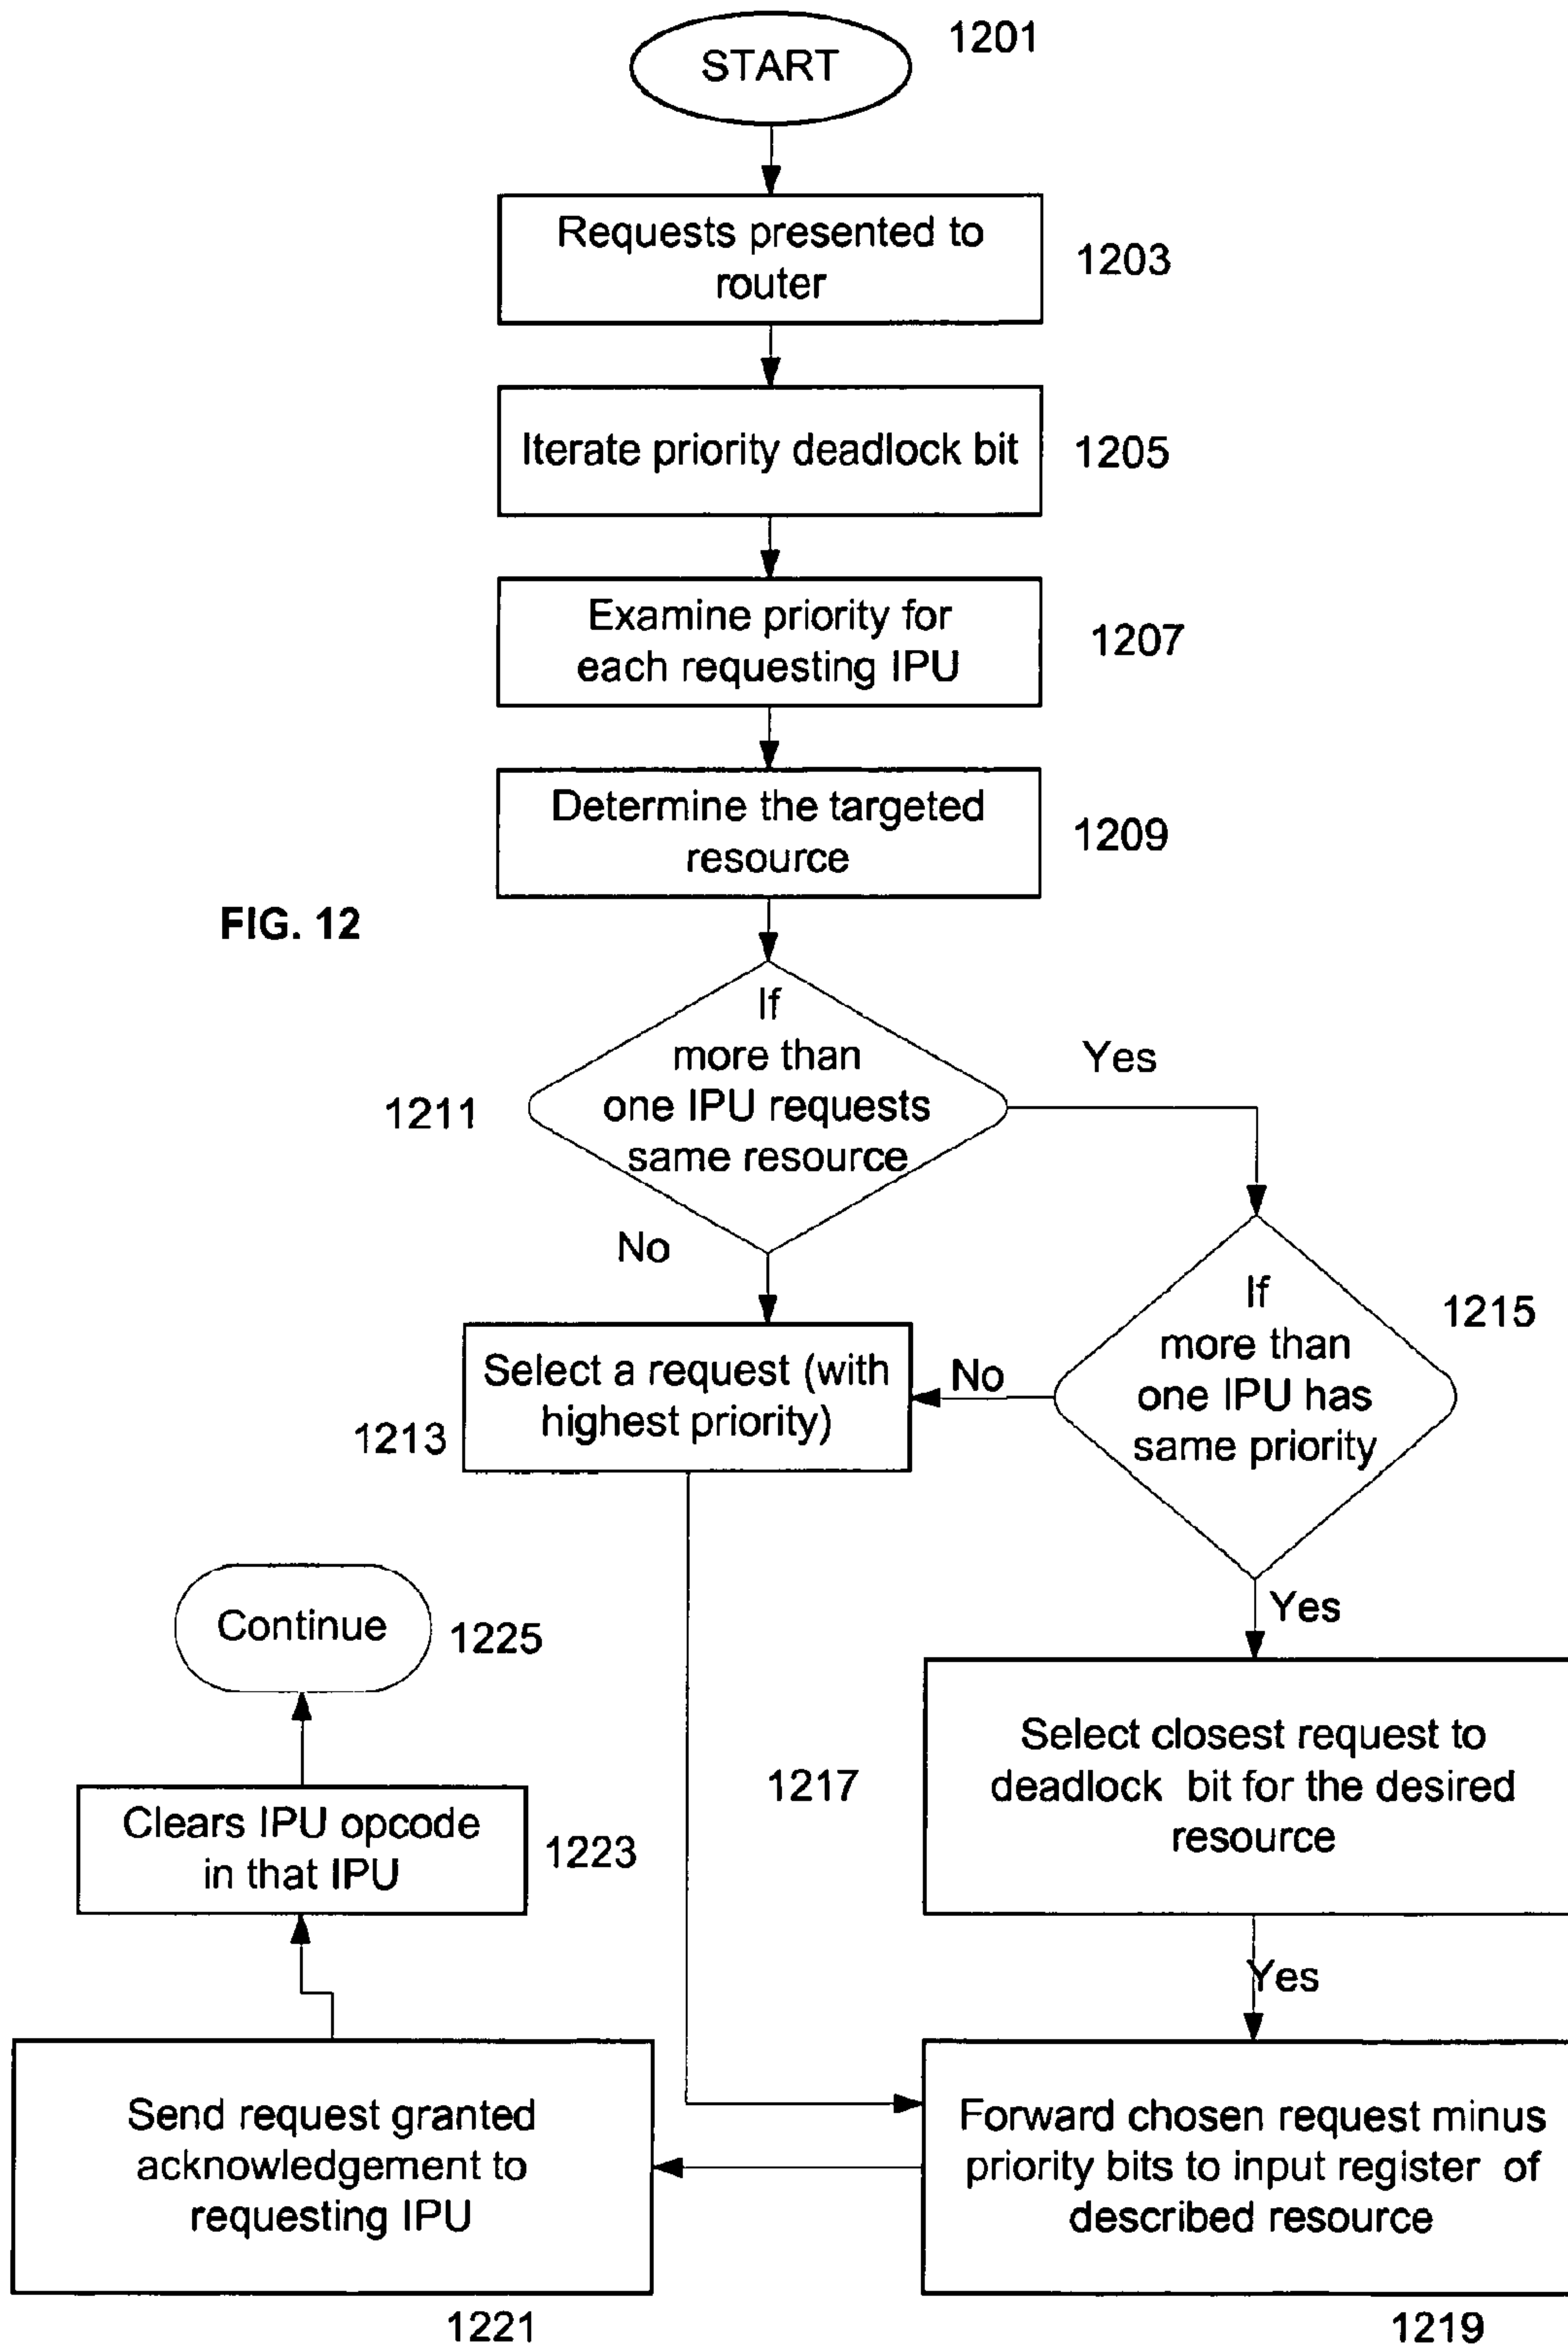 START
1201
Requests presented to
router
1203
Iterate priority deadlock bit
1205
Examine priority for
each requesting IPU
1207
Determine the targeted
resource
1209
FIG. 12
If
more than
one IPU requests
same resource
1211
Yes
No
If
more than
one IPU has
same priority
1215
No
Select a request (with
highest priority)
1213
Yes
Continue
1225
Select closest request to
deadlock bit for the desired
resource
1217
Clears IPU opcode
in that IPU
1223
Yes
Send request granted
acknowledgement to
requesting IPU
1221
Forward chosen request minus
priority bits to input register of
described resource
1219